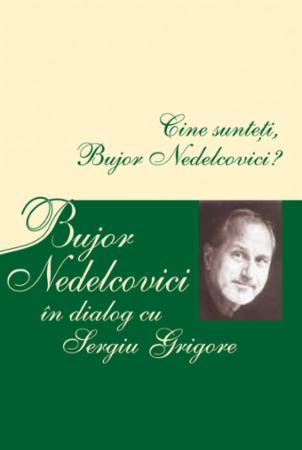 Cine sunteți,
Bujor Nedelcovici?
Bujor
Nedelcovici
în dialog cu
Sergiu Grigore